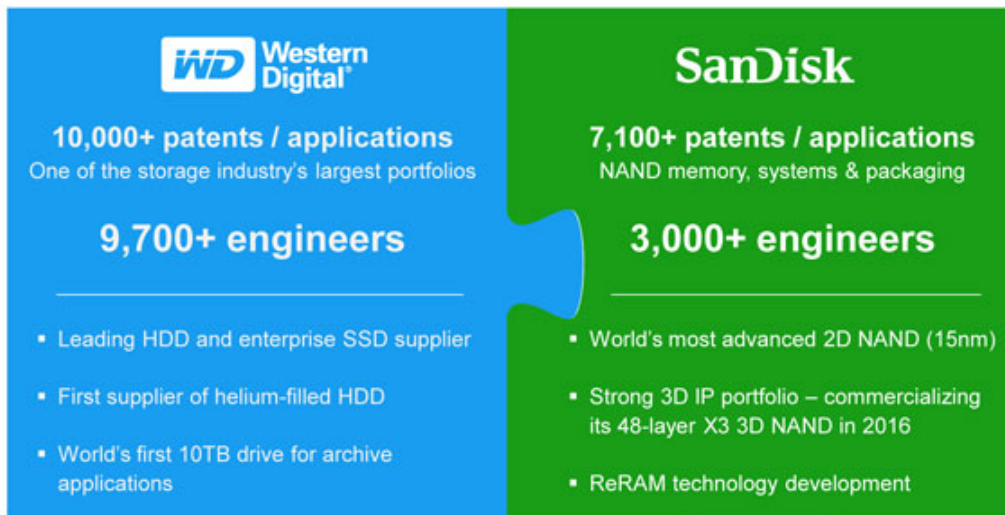 WD Western
Digital®
10,000+ patents / applications
One of the storage industry's largest portfolios
9,700+ engineers
▪ Leading HDD and enterprise SSD supplier
▪ First supplier of helium-filled HDD
▪ World's first 10TB drive for archive
applications
SanDisk
7,100+ patents / applications
NAND memory, systems & packaging
3,000+ engineers
▪ World's most advanced 2D NAND (15nm)
▪ Strong 3D IP portfolio – commercializing
its 48-layer X3 3D NAND in 2016
▪ ReRAM technology development